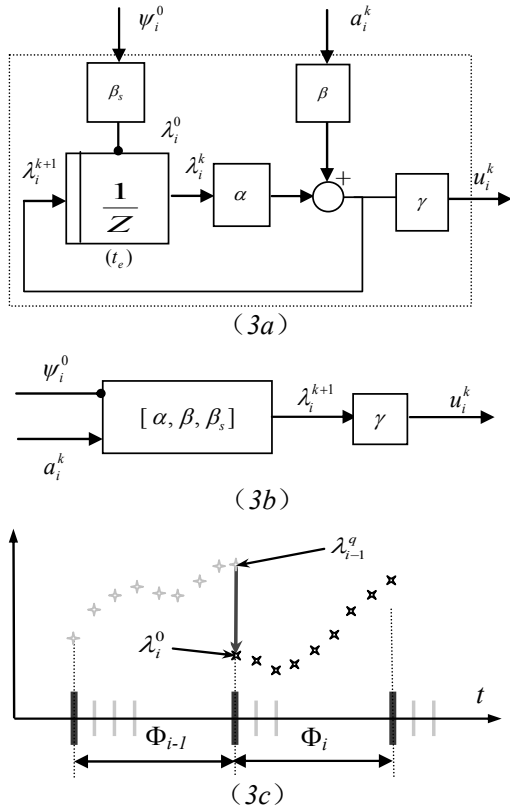 ψ_i^0 a_i^k
β_s β
λ_i^0
λ_i^{k+1} λ_i^k +
1/Z α γ u_i^k
(t_e)
(3a)
ψ_i^0
[α, β, β_s] λ_i^{k+1} γ u_i^k
a_i^k
(3b)
λ_{i-1}^q
λ_i^0
t
Φ_{i-1} Φ_i
(3c)